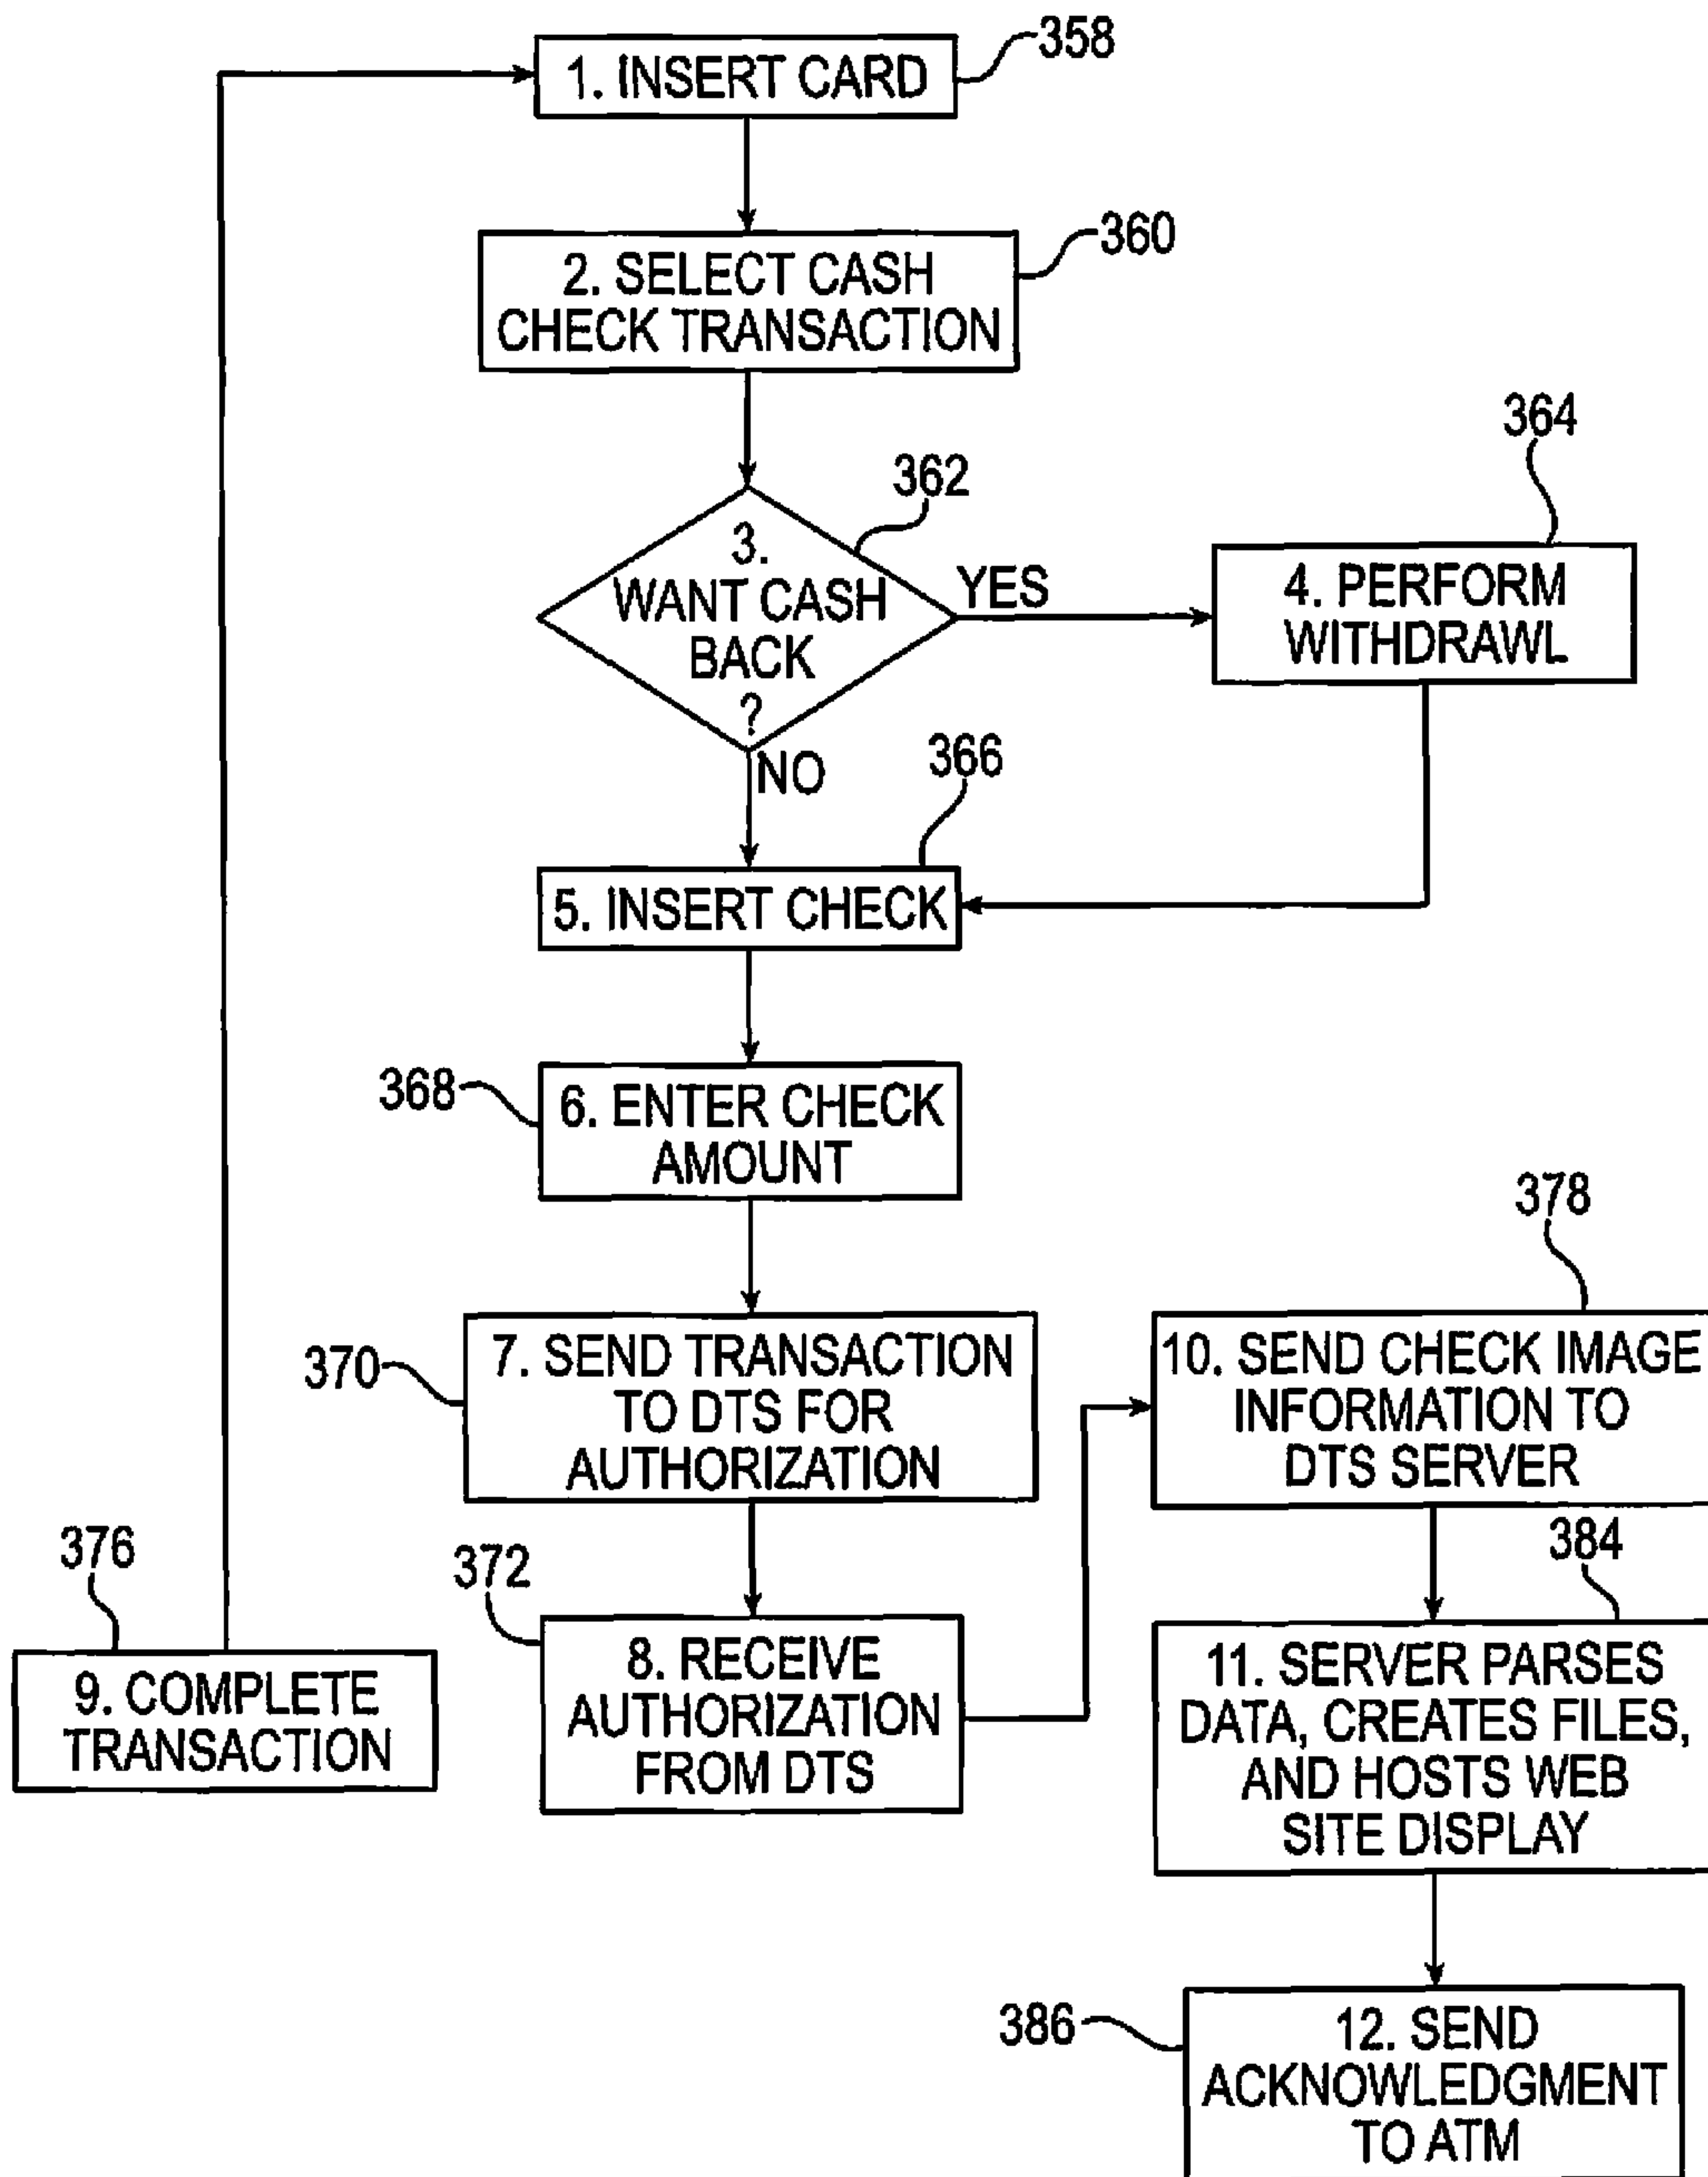 358
1. INSERT CARD
360
2. SELECT CASH
CHECK TRANSACTION
362
3.
WANT CASH
BACK
?
YES
NO
364
4. PERFORM
WITHDRAWL
366
5. INSERT CHECK
368
6. ENTER CHECK
AMOUNT
370
7. SEND TRANSACTION
TO DTS FOR
AUTHORIZATION
372
8. RECEIVE
AUTHORIZATION
FROM DTS
376
9. COMPLETE
TRANSACTION
378
10. SEND CHECK IMAGE
INFORMATION TO
DTS SERVER
384
11. SERVER PARSES
DATA, CREATES FILES,
AND HOSTS WEB
SITE DISPLAY
386
12. SEND
ACKNOWLEDGMENT
TO ATM